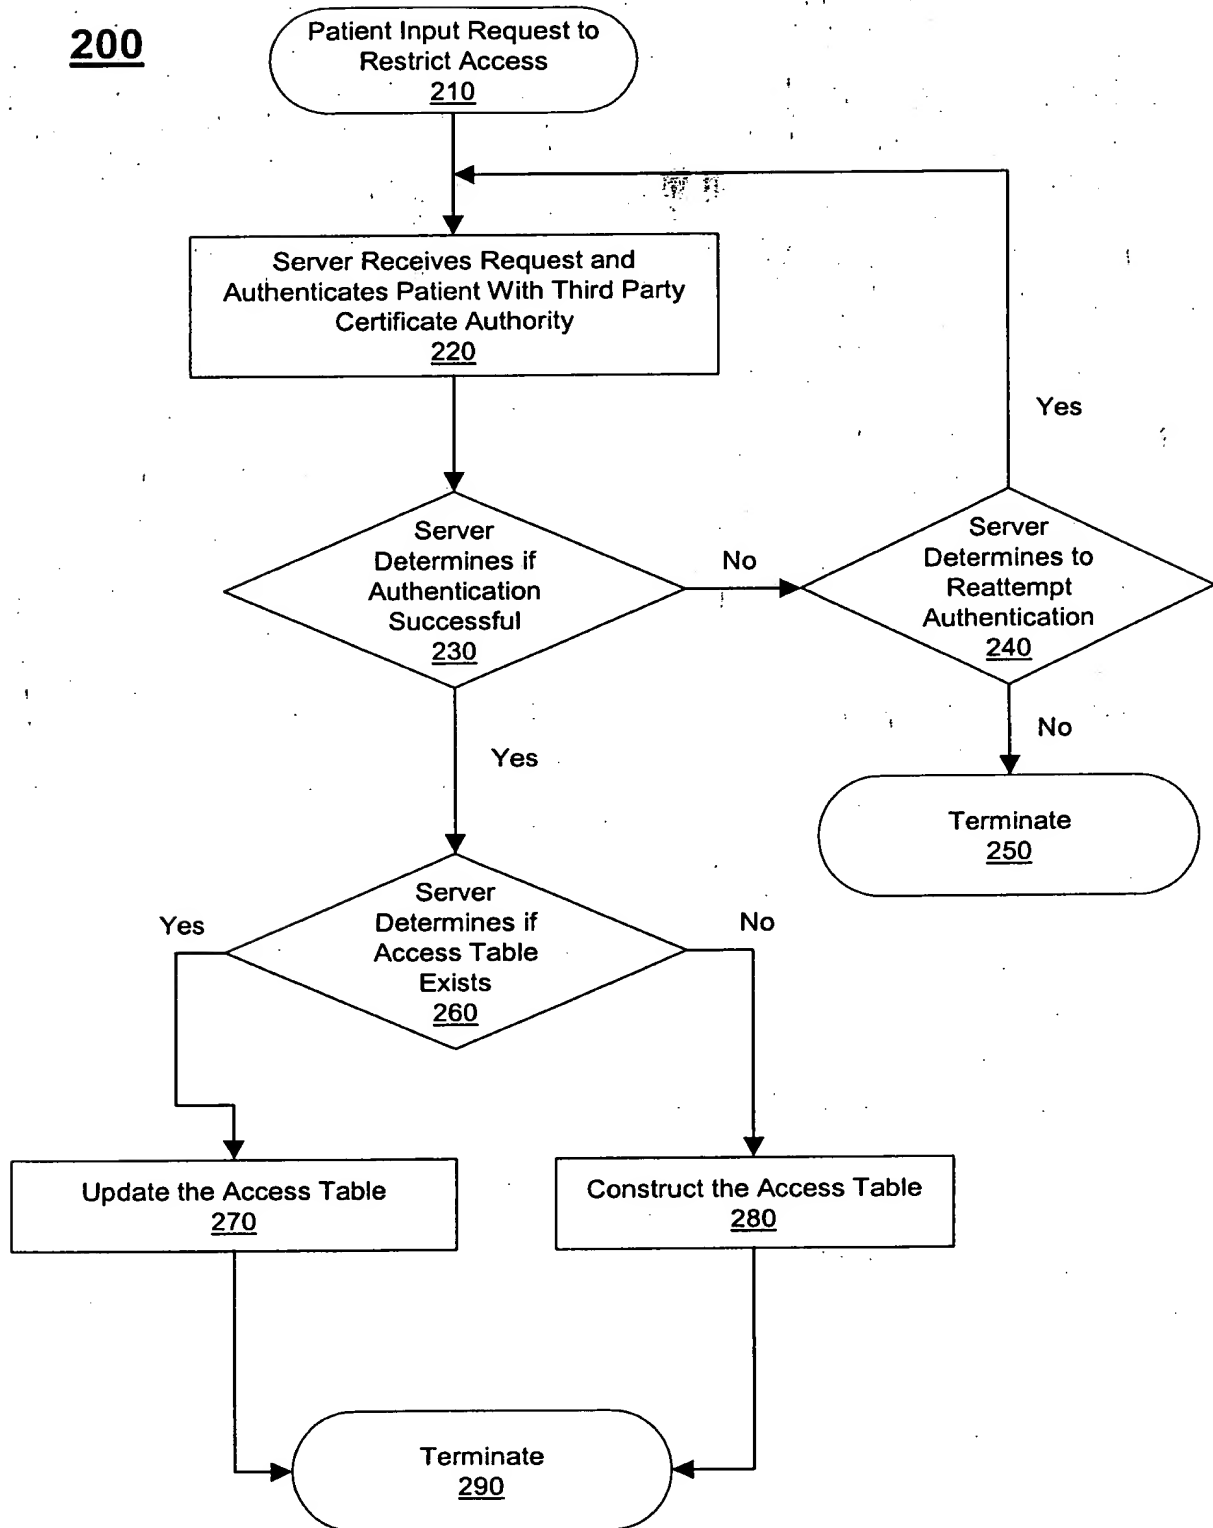 200
Patient Input Request to
Restrict Access
210
Server Receives Request and
Authenticates Patient With Third Party
Certificate Authority
220
Yes
Server
Determines if
Authentication
Successful
230
No
Server
Determines to
Reattempt
Authentication
240
No
Terminate
250
Yes
Server
Determines if
Access Table
Exists
260
Yes
No
Update the Access Table
270
Construct the Access Table
280
Terminate
290